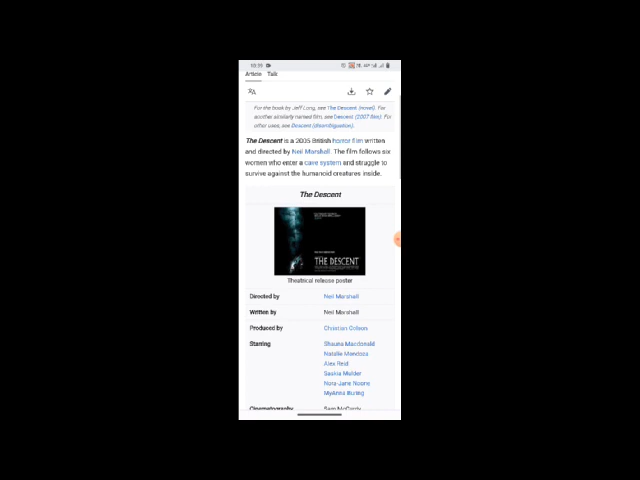 Article Talk
For the book by Jeff Long, see The Descent (novel). For
another similarly named film, see Descent (2007 film). For
other uses, see Descent (disambiguation).
The Descent is a 2005 British horror film written
and directed by Neil Marshall. The film follows six
women who enter a cave system and struggle to
survive against the humanoid creatures inside.
The Descent
THE DESCENT
Theatrical release poster
Directed by Neil Marshall
Written by Neil Marshall
Produced by Christian Colson
Starring Shauna Macdonald
Natalie Mendoza
Alex Reid
Saskia Mulder
Nora-Jane Noone
MyAnna Buring
Cinematography Sam McCurdy